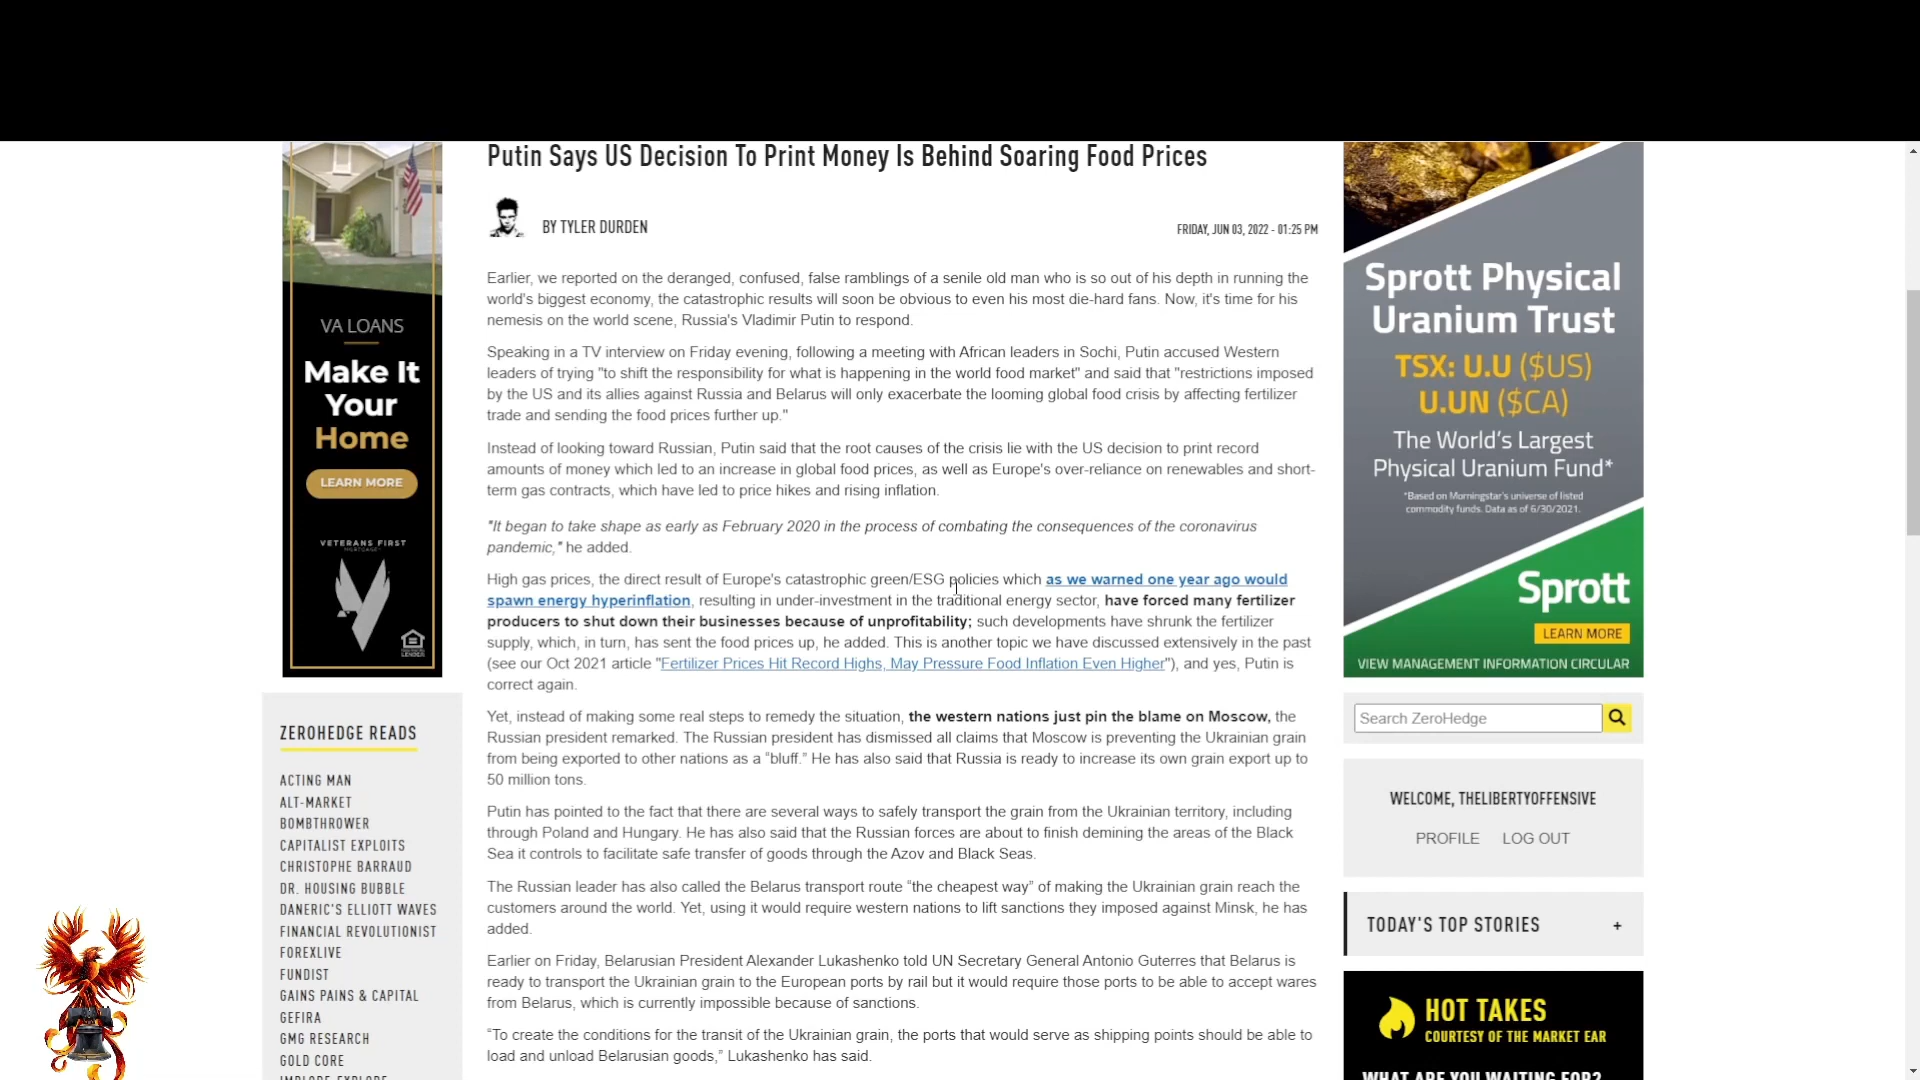 Putin Says US Decision To Print Money Is Behind Soaring Food Prices
BY TYLER DURDEN
FRIDAY, JUN 03, 2022 - 01:25 PM
Earlier, we reported on the deranged, confused, false ramblings of a senile old man who is so out of his depth in running the
world's biggest economy, the catastrophic results will soon be obvious to even his most die-hard fans. Now, it's time for his
nemesis on the world scene, Russia's Vladimir Putin to respond.
Speaking in a TV interview on Friday evening, following a meeting with African leaders in Sochi, Putin accused Western
leaders of trying "to shift the responsibility for what is happening in the world food market" and said that "restrictions imposed
by the US and its allies against Russia and Belarus will only exacerbate the looming global food crisis by affecting fertilizer
trade and sending the food prices further up."
Instead of looking toward Russian, Putin said that the root causes of the crisis lie with the US decision to print record
amounts of money which led to an increase in global food prices, as well as Europe's over-reliance on renewables and short-
term gas contracts, which have led to price hikes and rising inflation.
"It began to take shape as early as February 2020 in the process of combating the consequences of the coronavirus
pandemic," he added.
High gas prices, the direct result of Europe's catastrophic green/ESG policies which as we warned one year ago would
spawn energy hyperinflation, resulting in under-investment in the traditional energy sector, have forced many fertilizer
producers to shut down their businesses because of unprofitability; such developments have shrunk the fertilizer
supply, which, in turn, has sent the food prices up, he added. This is another topic we have discussed extensively in the past
(see our Oct 2021 article "Fertilizer Prices Hit Record Highs, May Pressure Food Inflation Even Higher"), and yes, Putin is
correct again.
Yet, instead of making some real steps to remedy the situation, the western nations just pin the blame on Moscow, the
Russian president remarked. The Russian president has dismissed all claims that Moscow is preventing the Ukrainian grain
from being exported to other nations as a “bluff.” He has also said that Russia is ready to increase its own grain export up to
50 million tons.
Putin has pointed to the fact that there are several ways to safely transport the grain from the Ukrainian territory, including
through Poland and Hungary. He has also said that the Russian forces are about to finish demining the areas of the Black
Sea it controls to facilitate safe transfer of goods through the Azov and Black Seas.
The Russian leader has also called the Belarus transport route “the cheapest way” of making the Ukrainian grain reach the
customers around the world. Yet, using it would require western nations to lift sanctions they imposed against Minsk, he has
added.
Earlier on Friday, Belarusian President Alexander Lukashenko told UN Secretary General Antonio Guterres that Belarus is
ready to transport the Ukrainian grain to the European ports by rail but it would require those ports to be able to accept wares
from Belarus, which is currently impossible because of sanctions.
“To create the conditions for the transit of the Ukrainian grain, the ports that would serve as shipping points should be able to
load and unload Belarusian goods,” Lukashenko has said.
VA LOANS
Make It
Your
Home
LEARN MORE
VETERANS FIRST
MORTGAGE
ZEROHEDGE READS
ACTING MAN
ALT-MARKET
BOMBTHROWER
CAPITALIST EXPLOITS
CHRISTOPHE BARRAUD
DR. HOUSING BUBBLE
DANERIC'S ELLIOTT WAVES
FINANCIAL REVOLUTIONIST
FOREXLIVE
FUNDIST
GAINS PAINS & CAPITAL
GEFIRA
GMG RESEARCH
GOLD CORE
Sprott Physical
Uranium Trust
TSX: U.U ($US)
U.UN ($CA)
The World's Largest
Physical Uranium Fund*
*Based on Morningstar's universe of listed
commodity funds. Data as of 6/30/2021.
Sprott
LEARN MORE
VIEW MANAGEMENT INFORMATION CIRCULAR
Search ZeroHedge
WELCOME, THELIBERTYOFFENSIVE
PROFILE LOG OUT
TODAY'S TOP STORIES +
HOT TAKES
COURTESY OF THE MARKET EAR
WHAT ARE YOU WAITING FOR?